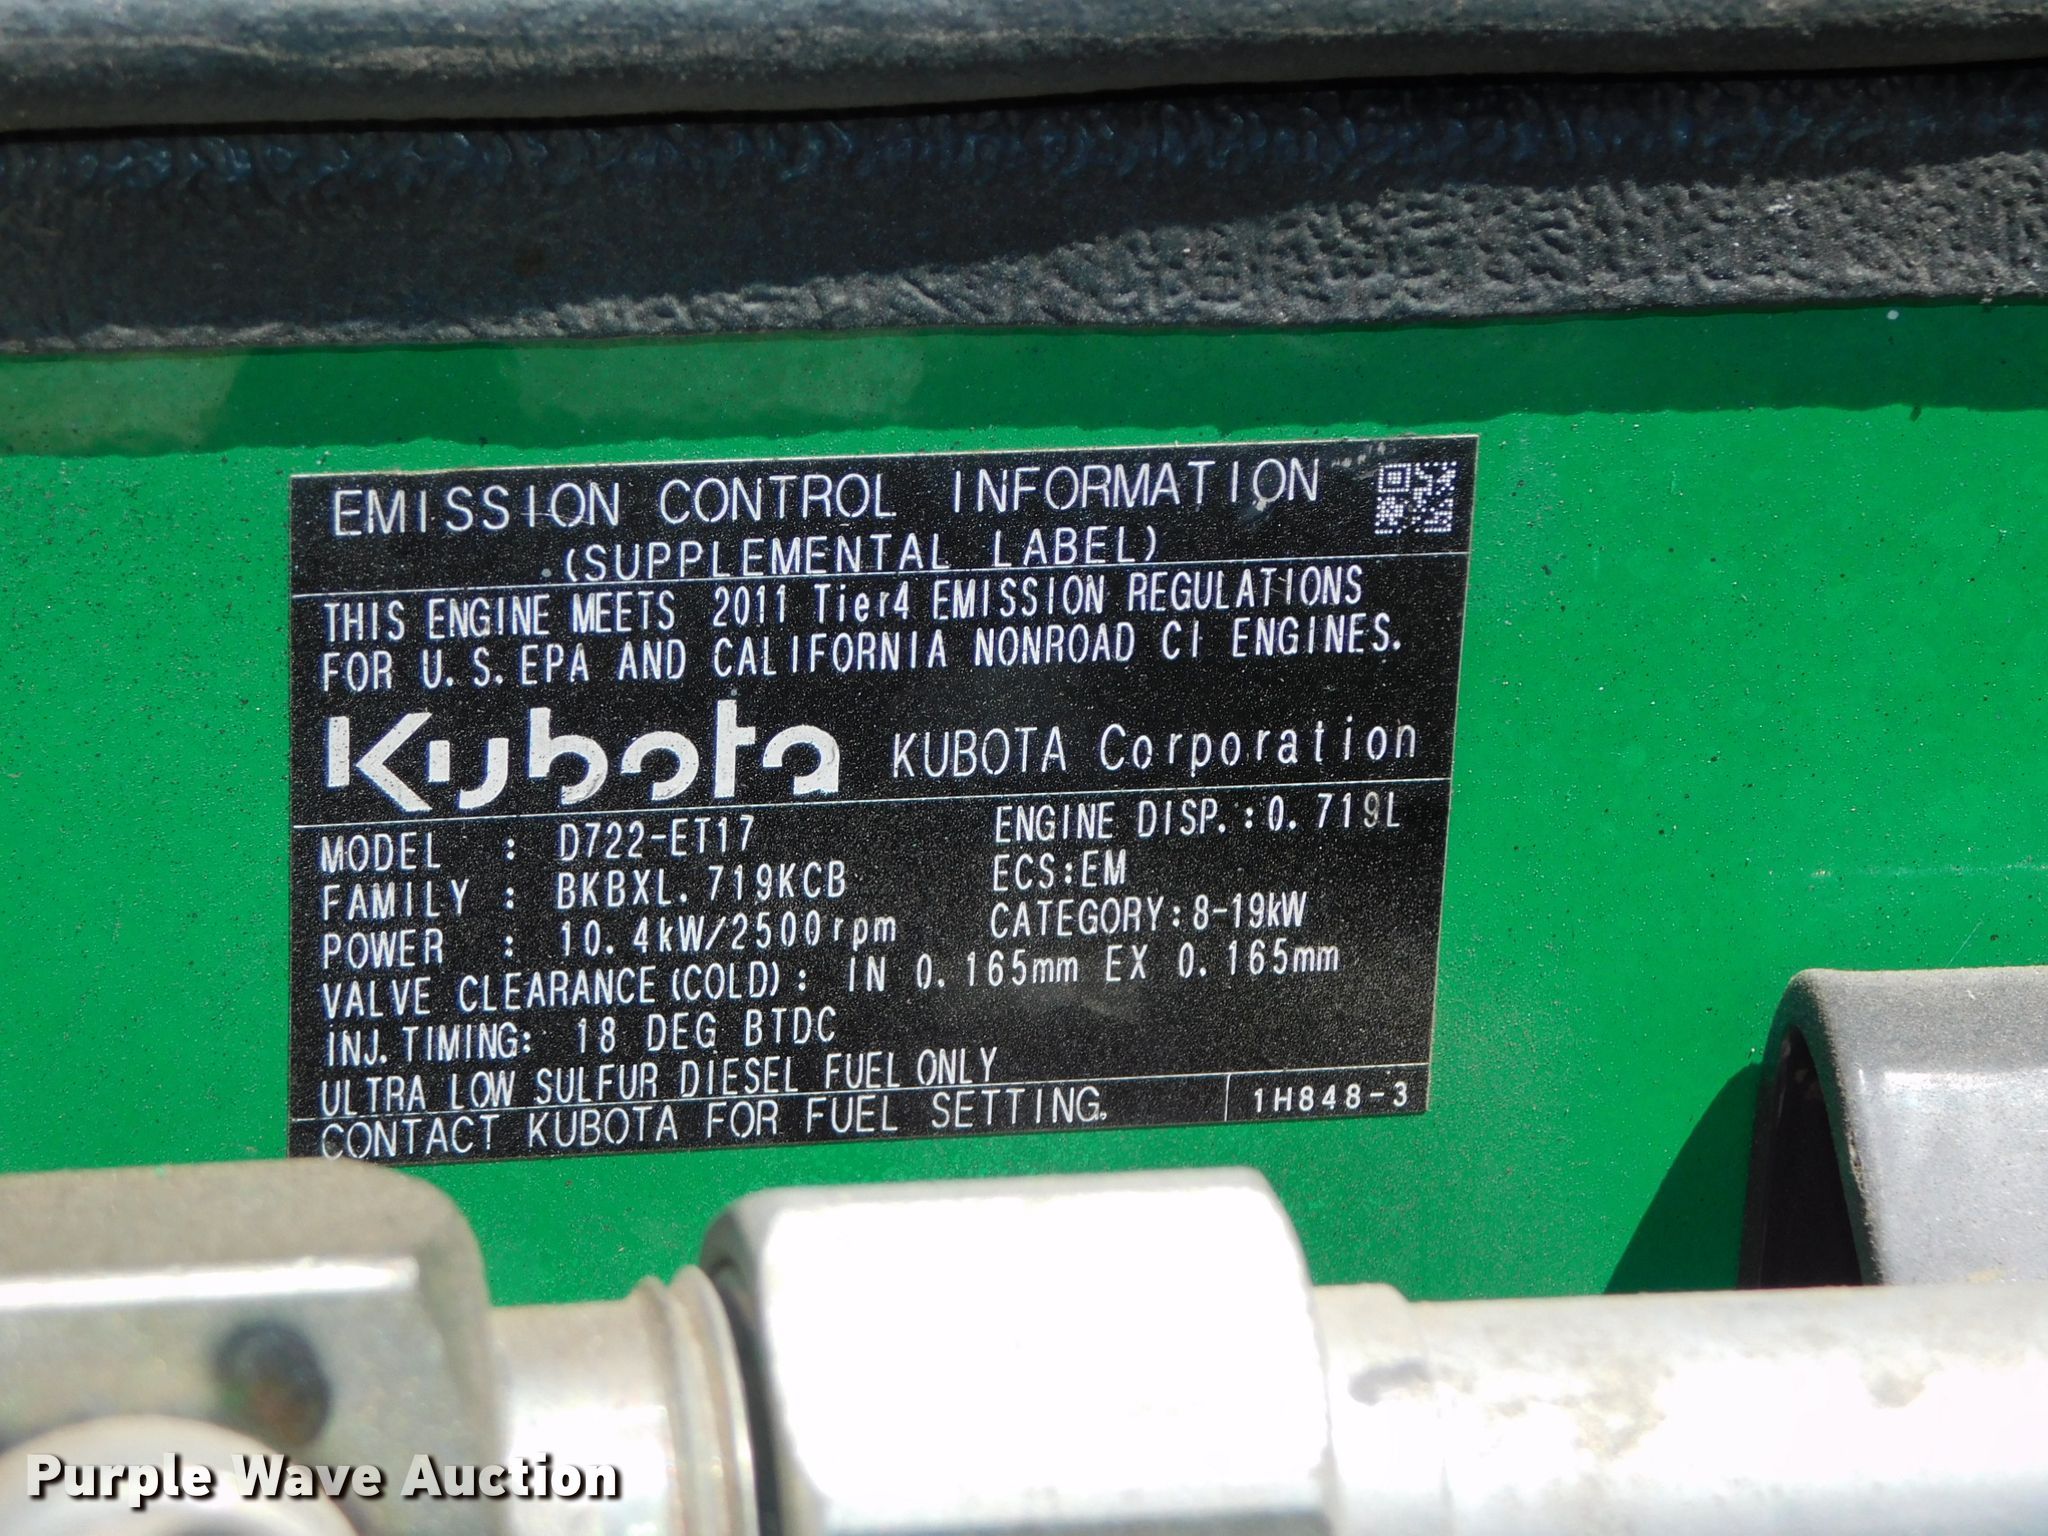 EMISSION CONTROL INFORMATION
(SUPPLEMENTAL LABEL)
THIS ENGINE MEETS 2011 Tier4 EMISSION REGULATIONS
FOR U.S.EPA AND CALIFORNIA NONROAD CI ENGINES.
Kubota KUBOTA Corporation
MODEL : D722-ET17 ENGINE DISP.:0.719L
FAMILY : BKBXL.719KCB ECS:EM
POWER : 10.4kW/2500rpm CATEGORY:8-19kW
VALVE CLEARANCE(COLD): IN 0.165mm EX 0.165mm
INJ.TIMING: 18 DEG BTDC
ULTRA LOW SULFUR DIESEL FUEL ONLY
CONTACT KUBOTA FOR FUEL SETTING. 1H848-3
Purple Wave Auction